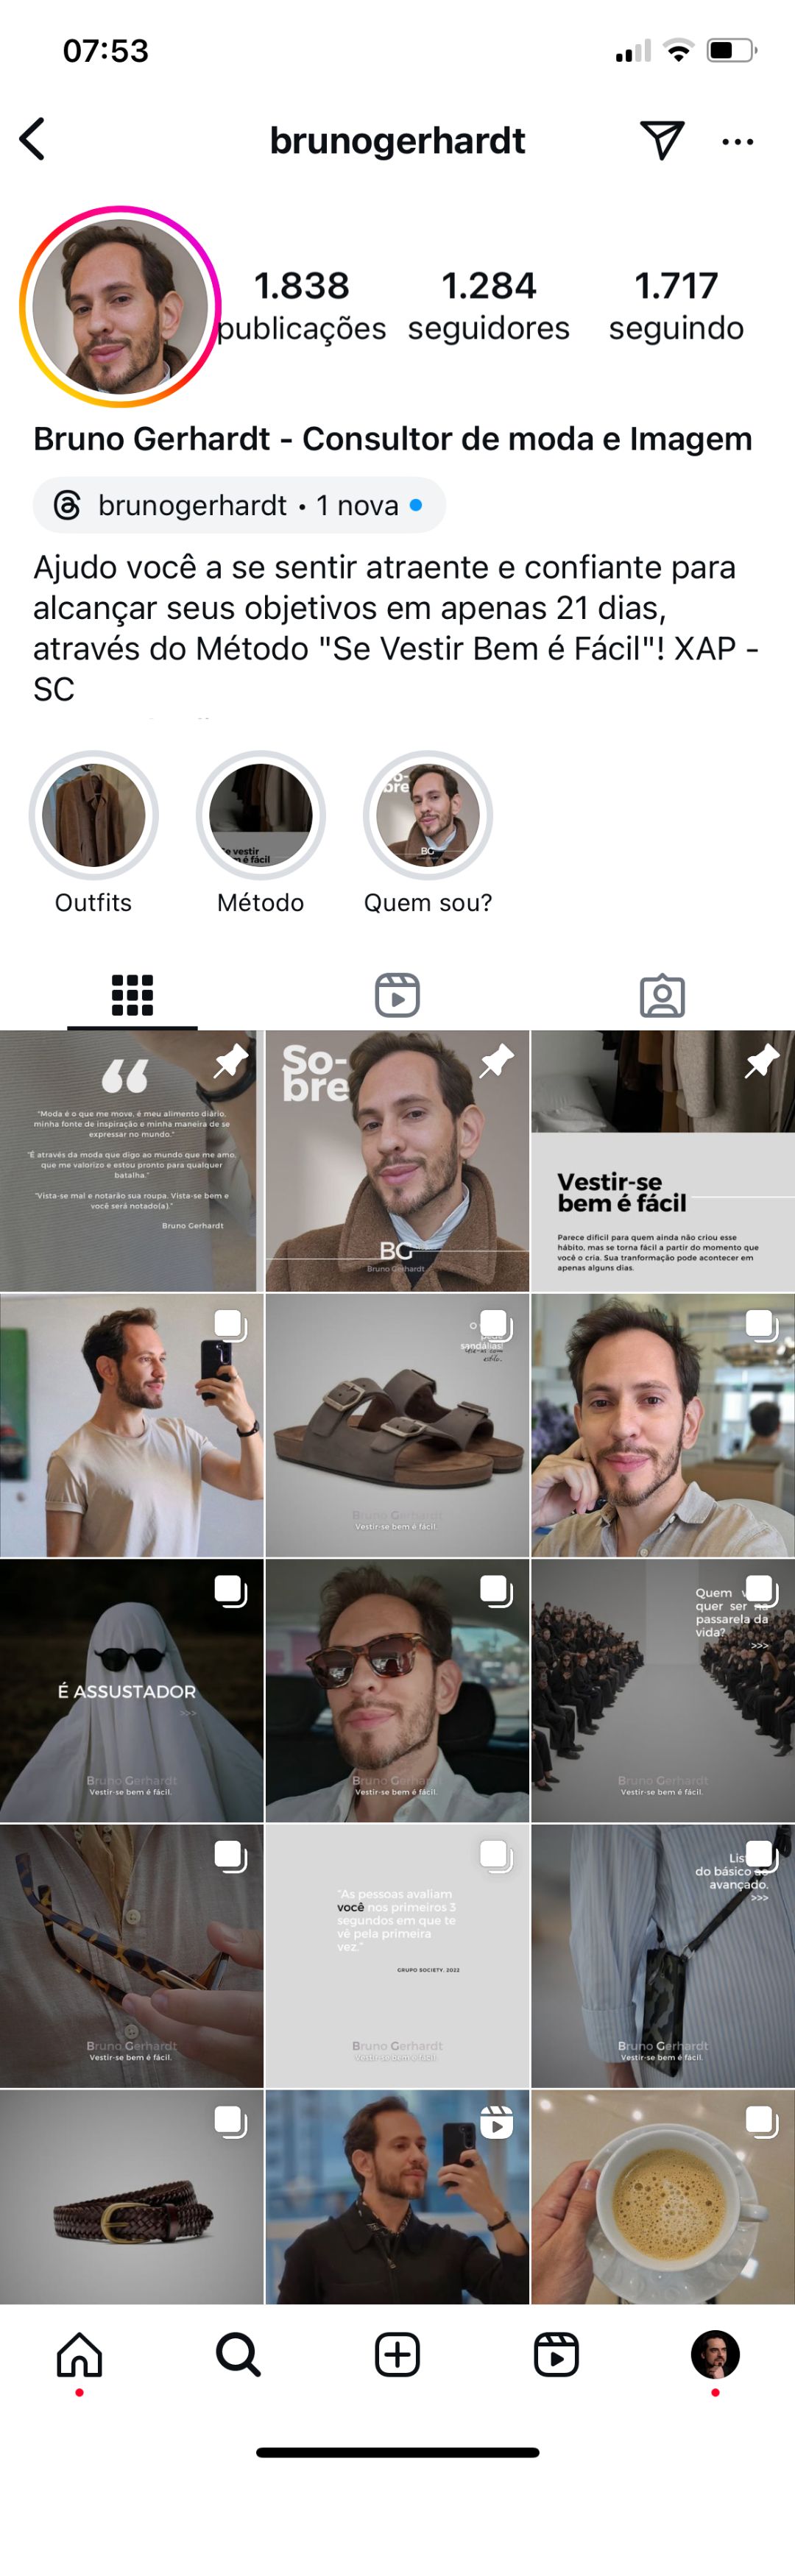 07:53
brunogerhardt
1.838
1.284
1.717
publicações
seguidores
seguindo
Bruno Gerhardt - Consultor de moda e Imagem
brunogerhardt • 1 nova
Ajudo você a se sentir atraente e confiante para
alcançar seus objetivos em apenas 21 dias,
através do Método "Se Vestir Bem é Fácil"! XAP -
SC
vestir
é fácil
bre
BG
Outfits
Método
Quem sou?
"Moda é o que me move, é meu alimento diário,
minha fonte de inspiração e minha maneira de se
expressar no mundo."
"É através da moda que digo ao mundo que me amo,
que me valorizo e estou pronto para qualquer
batalha."
"Vista-se mal e notarão sua roupa. Vista-se bem e
você será notado(a)."
Bruno Gerhardt
So-
bre
BG
Bruno Gerhardt
Vestir-se
bem é fácil
Parece difícil para quem ainda não criou esse
hábito, mas se torna fácil a partir do momento que
você o cria. Sua tranformação pode acontecer em
apenas alguns dias.
O
sandálias!
estilo.
Bruno Gerhardt
Vestir-se bem é fácil.
É ASSUSTADOR
>>>
Bruno Gerhardt
Vestir-se bem é fácil.
Bruno Gerhardt
Vestir-se bem é fácil.
Quem
quer ser na
passarela da
vida?
>>>
Bruno Gerhardt
Vestir-se bem é fácil.
Bruno Gerhardt
Vestir-se bem é fácil.
"As pessoas avaliam
você nos primeiros 3
segundos em que te
vê pela primeira
vez."
GRUPO SOCIETY, 2022
Bruno Gerhardt
Vestir-se bem é fácil.
do básico ao
avançado.
>>>
Bruno Gerhardt
Vestir-se bem é fácil.